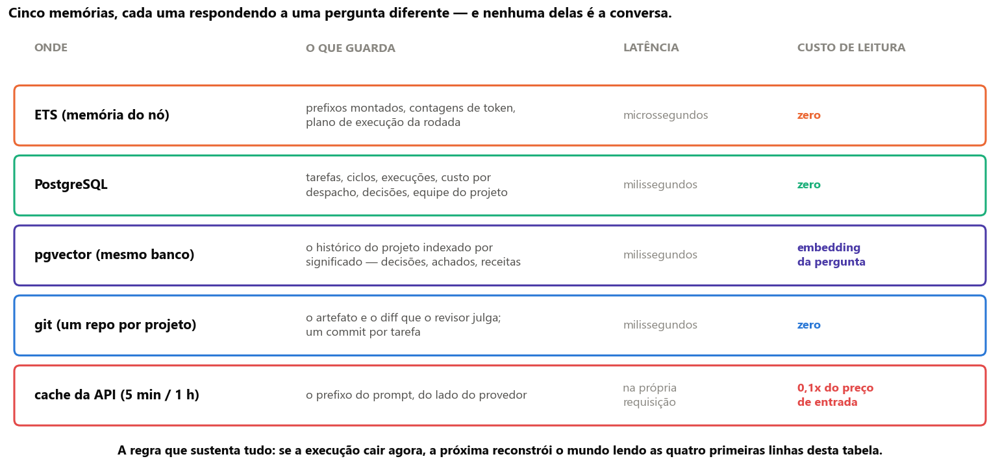 Cinco memórias, cada uma respondendo a uma pergunta diferente — e nenhuma delas é a conversa.
ONDE
O QUE GUARDA
LATÊNCIA
CUSTO DE LEITURA
ETS (memória do nó)
prefixos montados, contagens de token,
plano de execução da rodada
microssegundos
zero
PostgreSQL
tarefas, ciclos, execuções, custo por
despacho, decisões, equipe do projeto
milissegundos
zero
pgvector (mesmo banco)
o histórico do projeto indexado por
significado — decisões, achados, receitas
milissegundos
embedding
da pergunta
git (um repo por projeto)
o artefato e o diff que o revisor julga;
um commit por tarefa
milissegundos
zero
cache da API (5 min / 1 h)
o prefixo do prompt, do lado do provedor
na própria
requisição
0,1x do preço
de entrada
A regra que sustenta tudo: se a execução cair agora, a próxima reconstrói o mundo lendo as quatro primeiras linhas desta tabela.